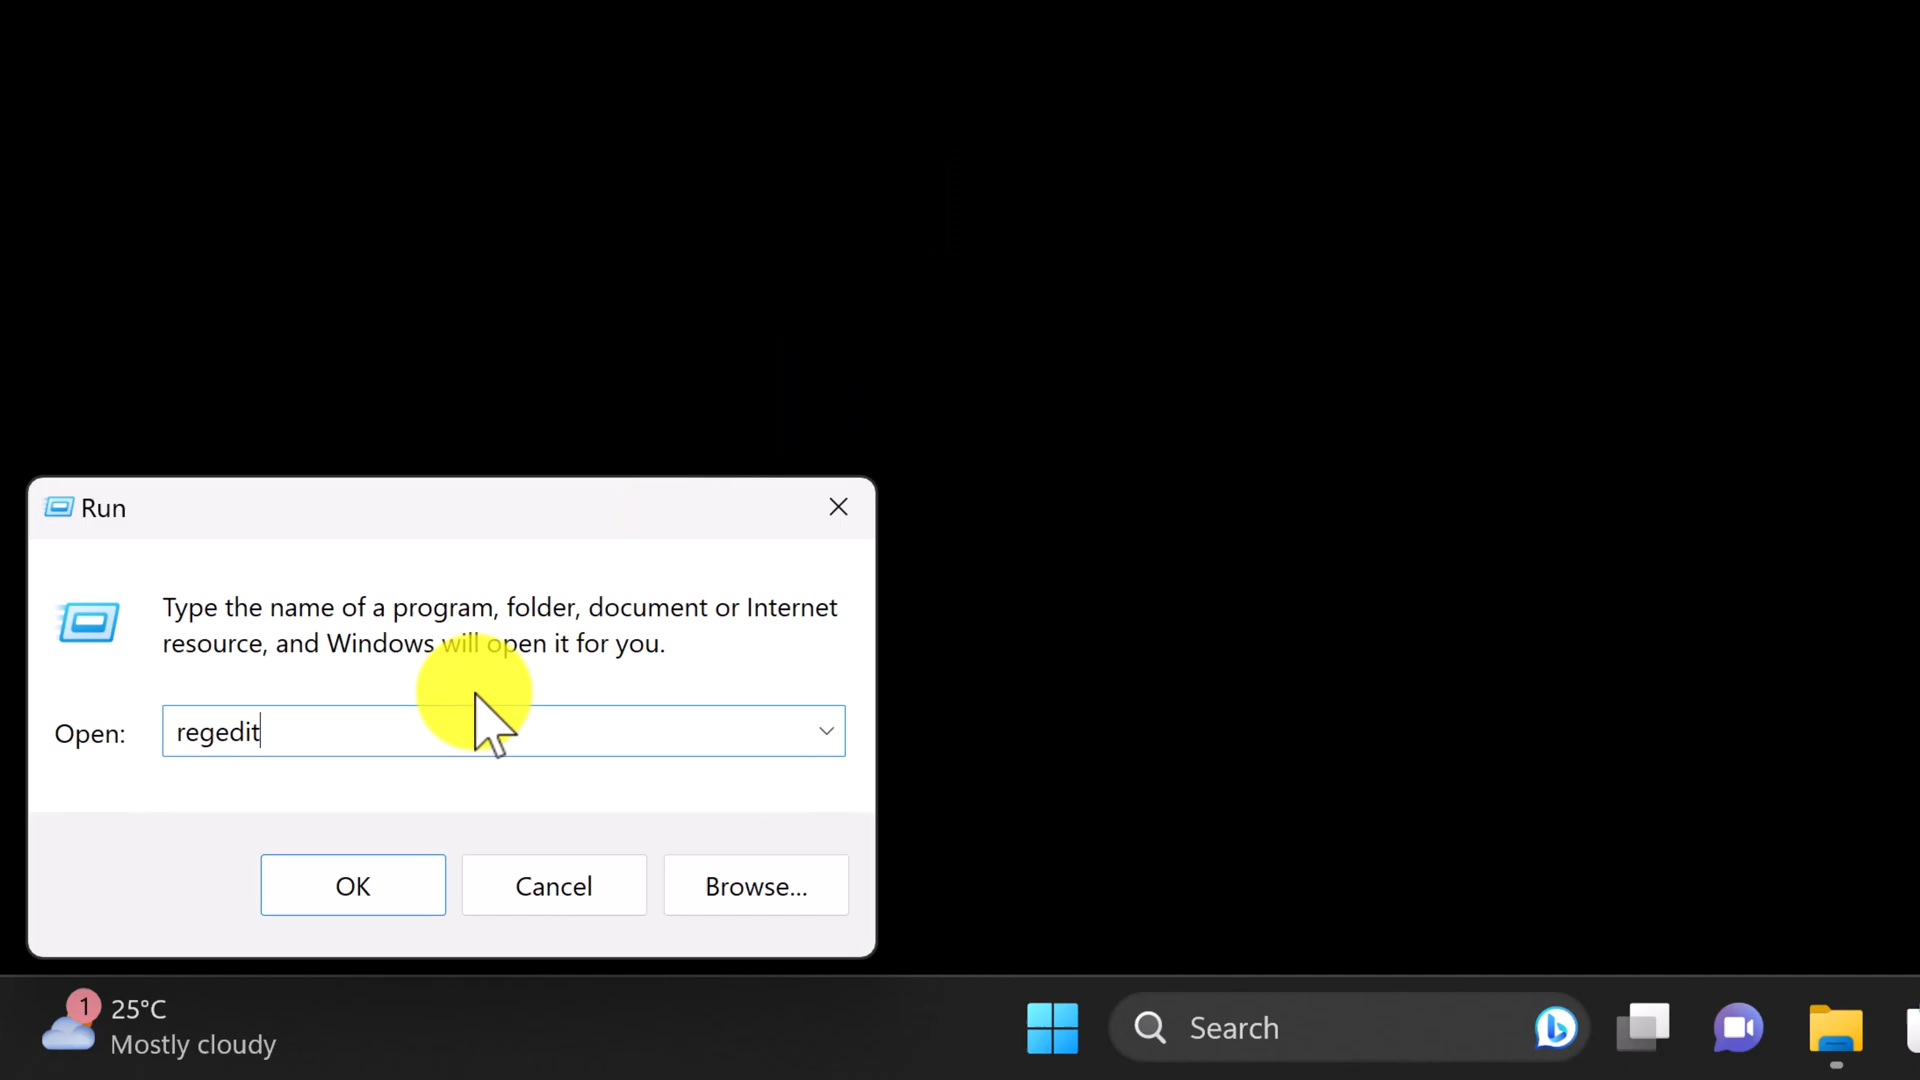 Run
Type the name of a program, folder, document or Internet
resource, and Windows will open it for you.
Open:
regedit
OK
Cancel
Browse...
1
25°C
Mostly cloudy
Search
b